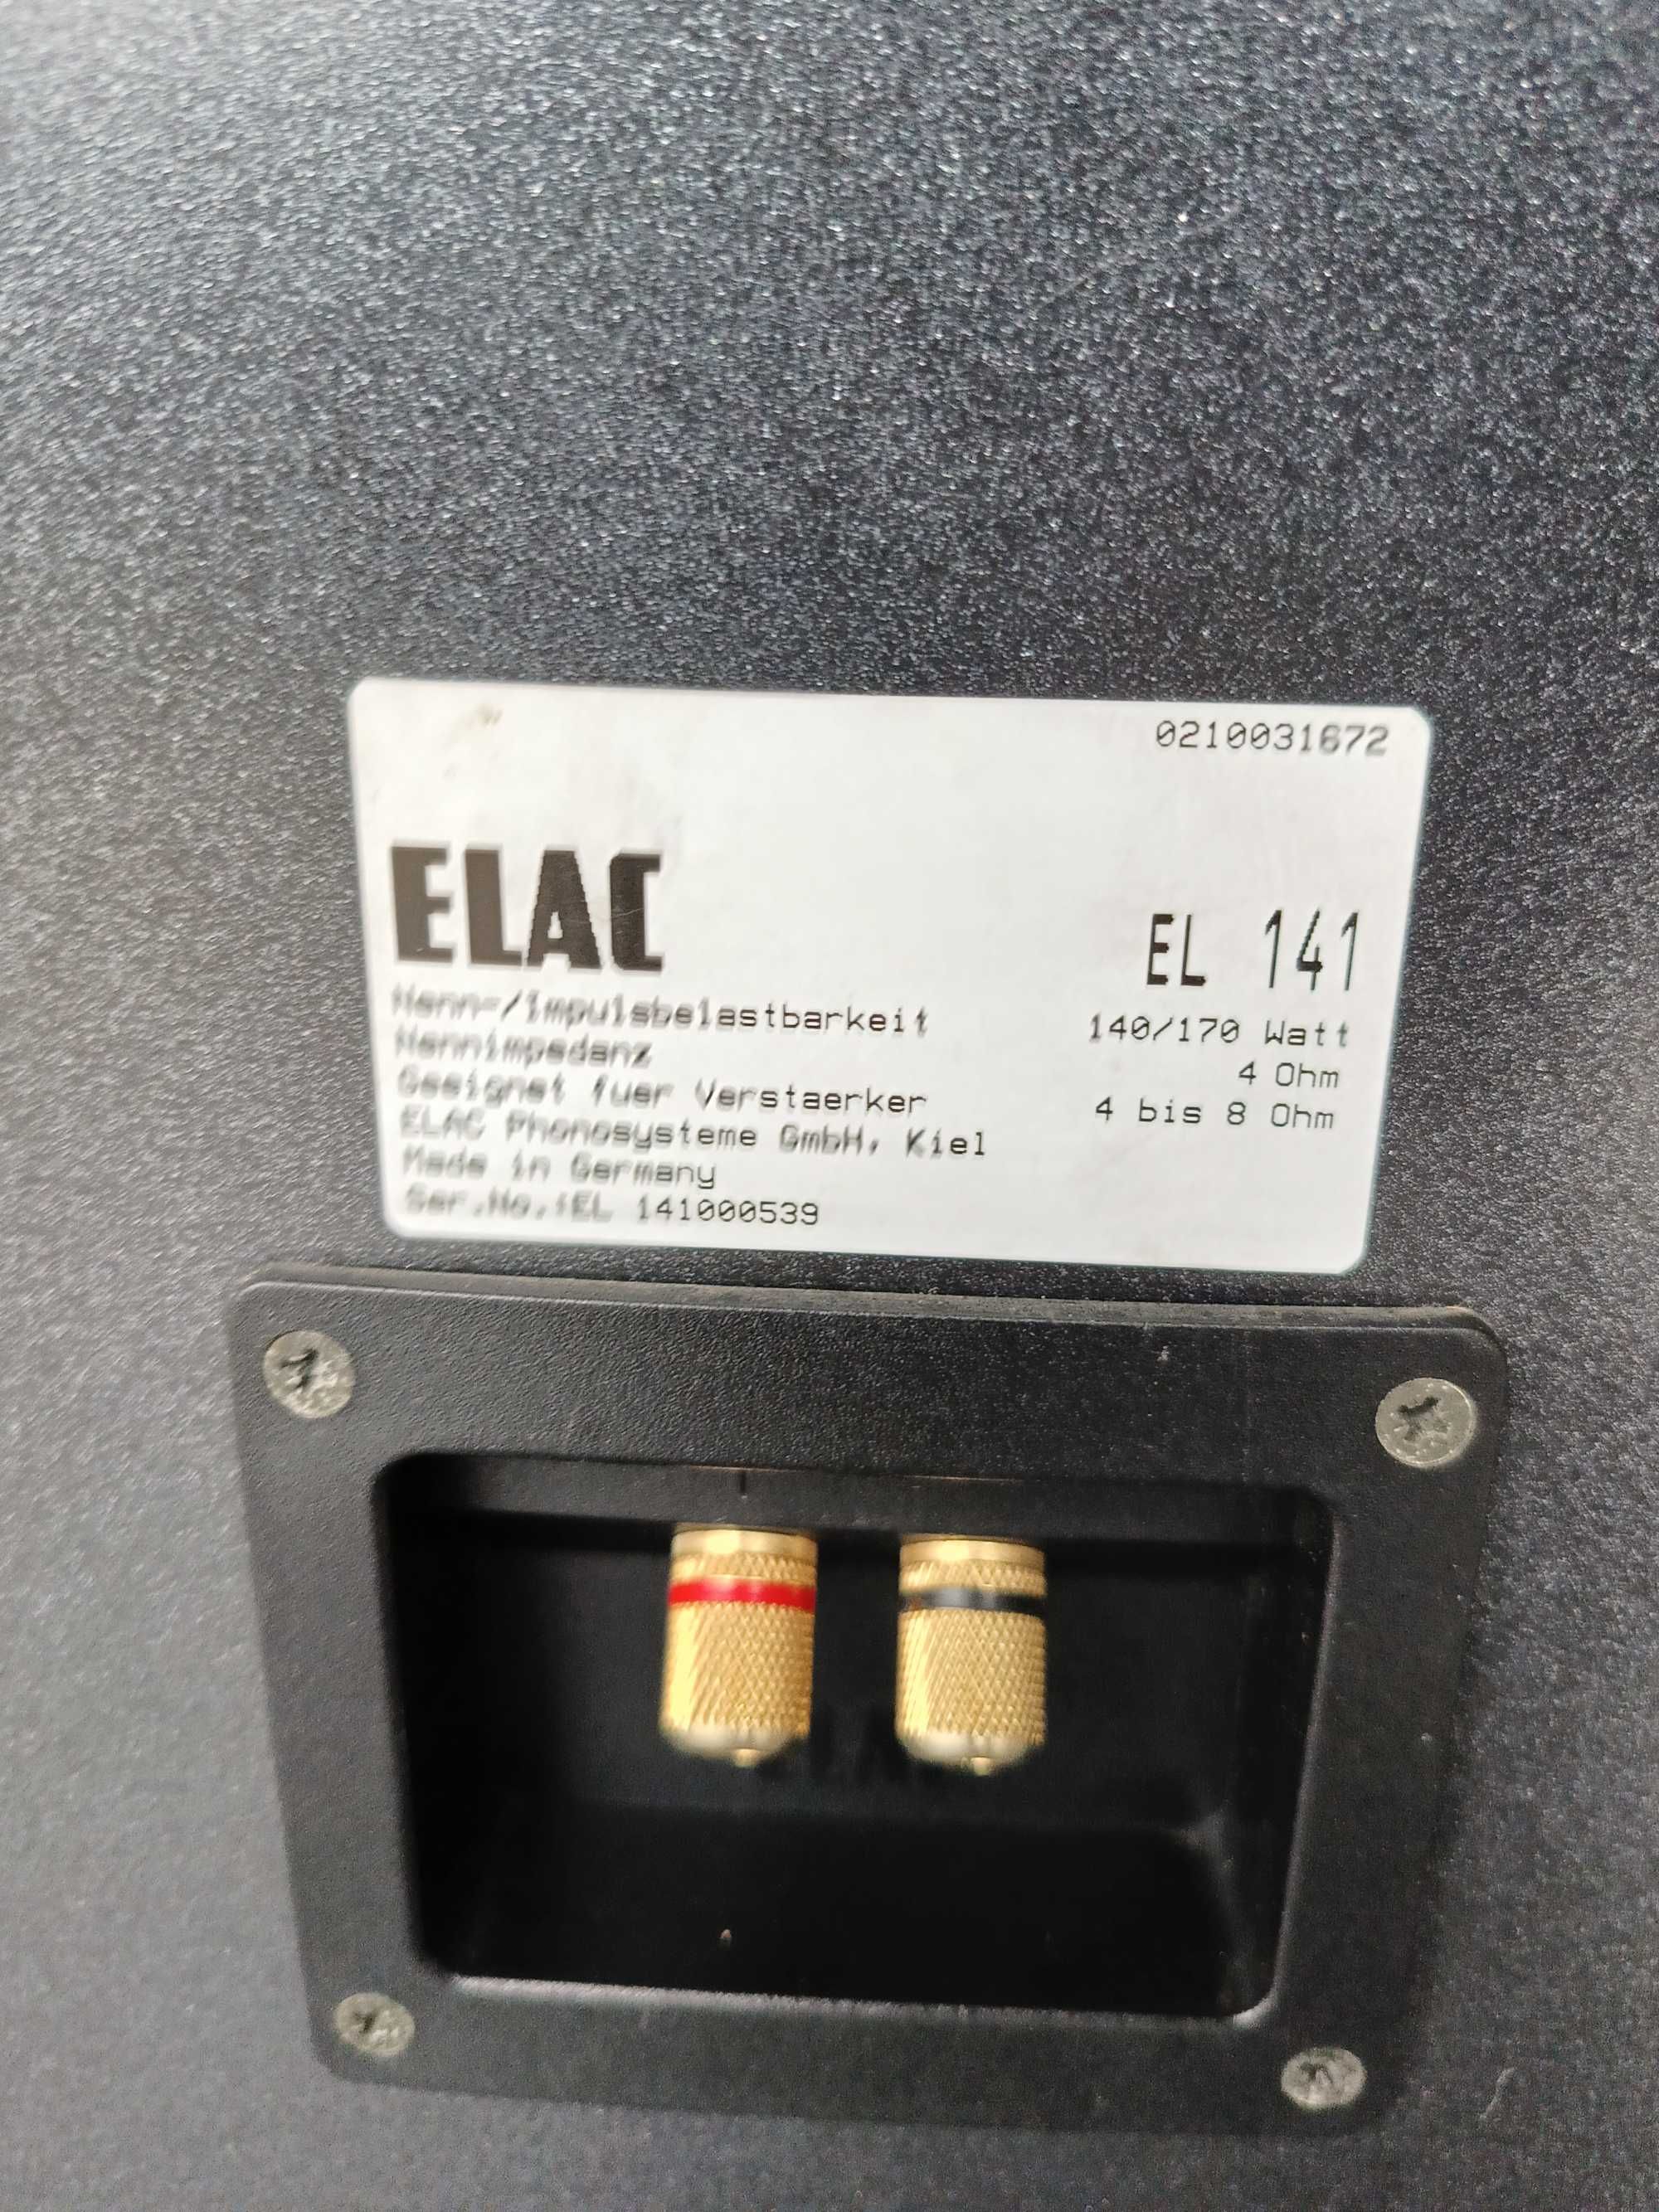 0210031672
ELAC
EL 141
Nenn-/Impulsbelastbarkeit 140/170 Watt
Nennimpedanz 4 Ohm
Geeignet fuer Verstaerker 4 bis 8 Ohm
ELAC Phonosysteme GmbH, Kiel
Made in Germany
Ser.No.:EL 141000539